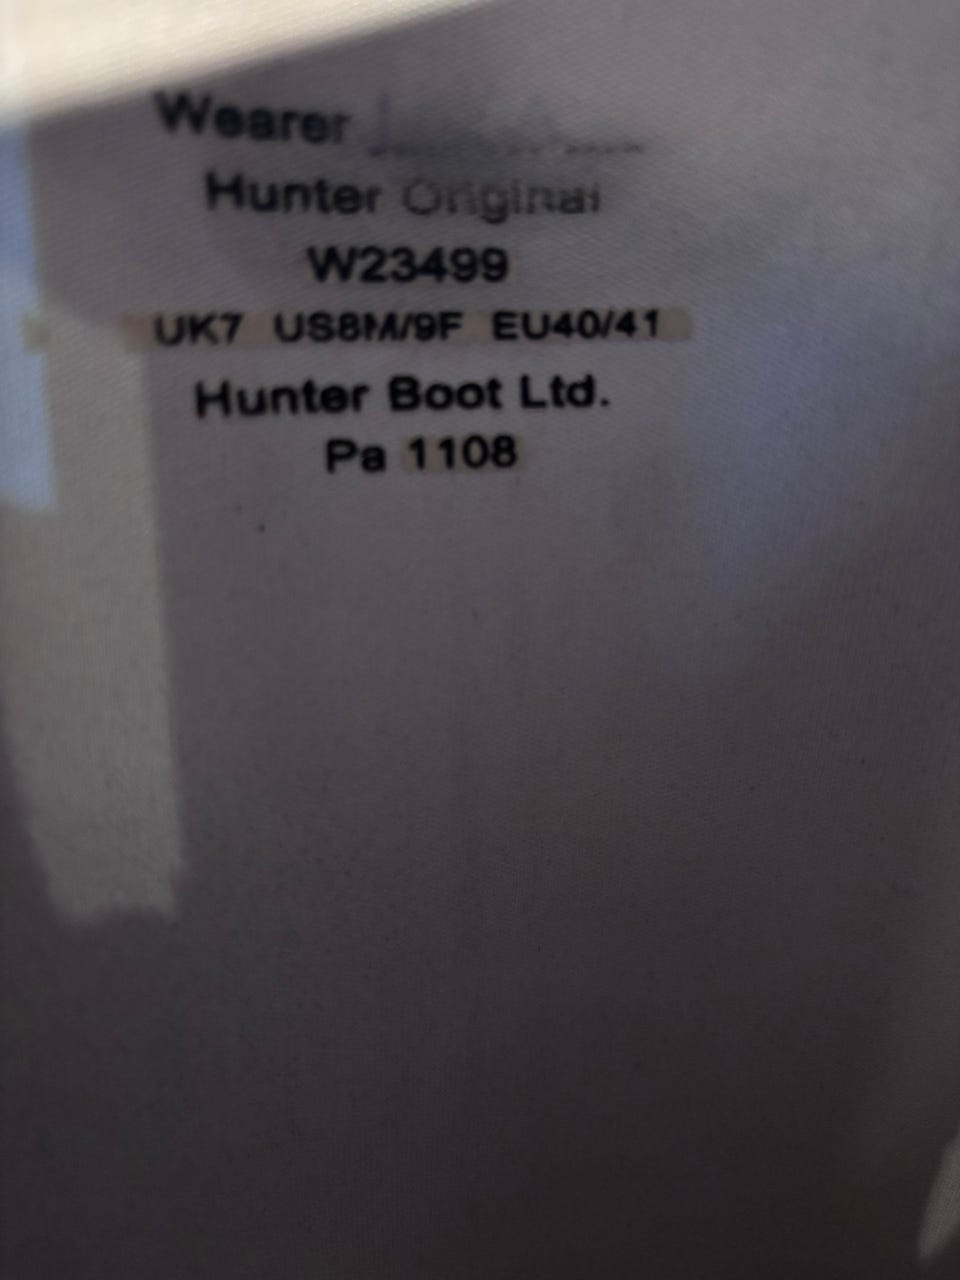 Wearer
Hunter Original
W23499
UK7 US8M/9F EU40/41
Hunter Boot Ltd.
Pa 1108